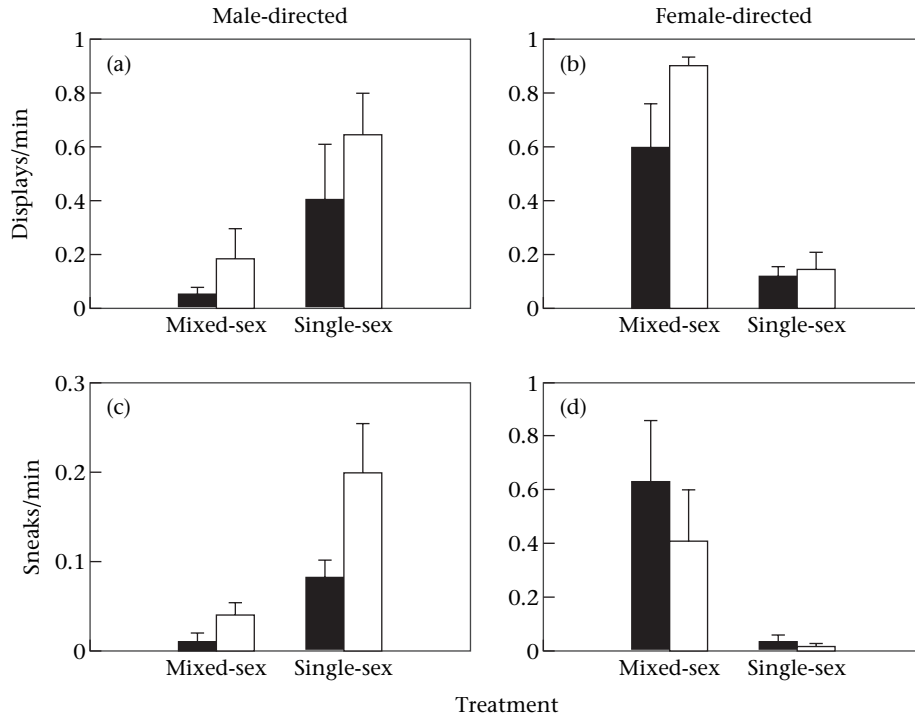 Male-directed
Female-directed
Displays/min
1
0.8
0.6
0.4
0.2
0
(a)
Mixed-sex Single-sex
1
0.8
0.6
0.4
0.2
0
(b)
Mixed-sex Single-sex
Sneaks/min
0.3
0.2
0.1
0
(c)
Mixed-sex Single-sex
1
0.8
0.6
0.4
0.2
0
(d)
Mixed-sex Single-sex
Treatment